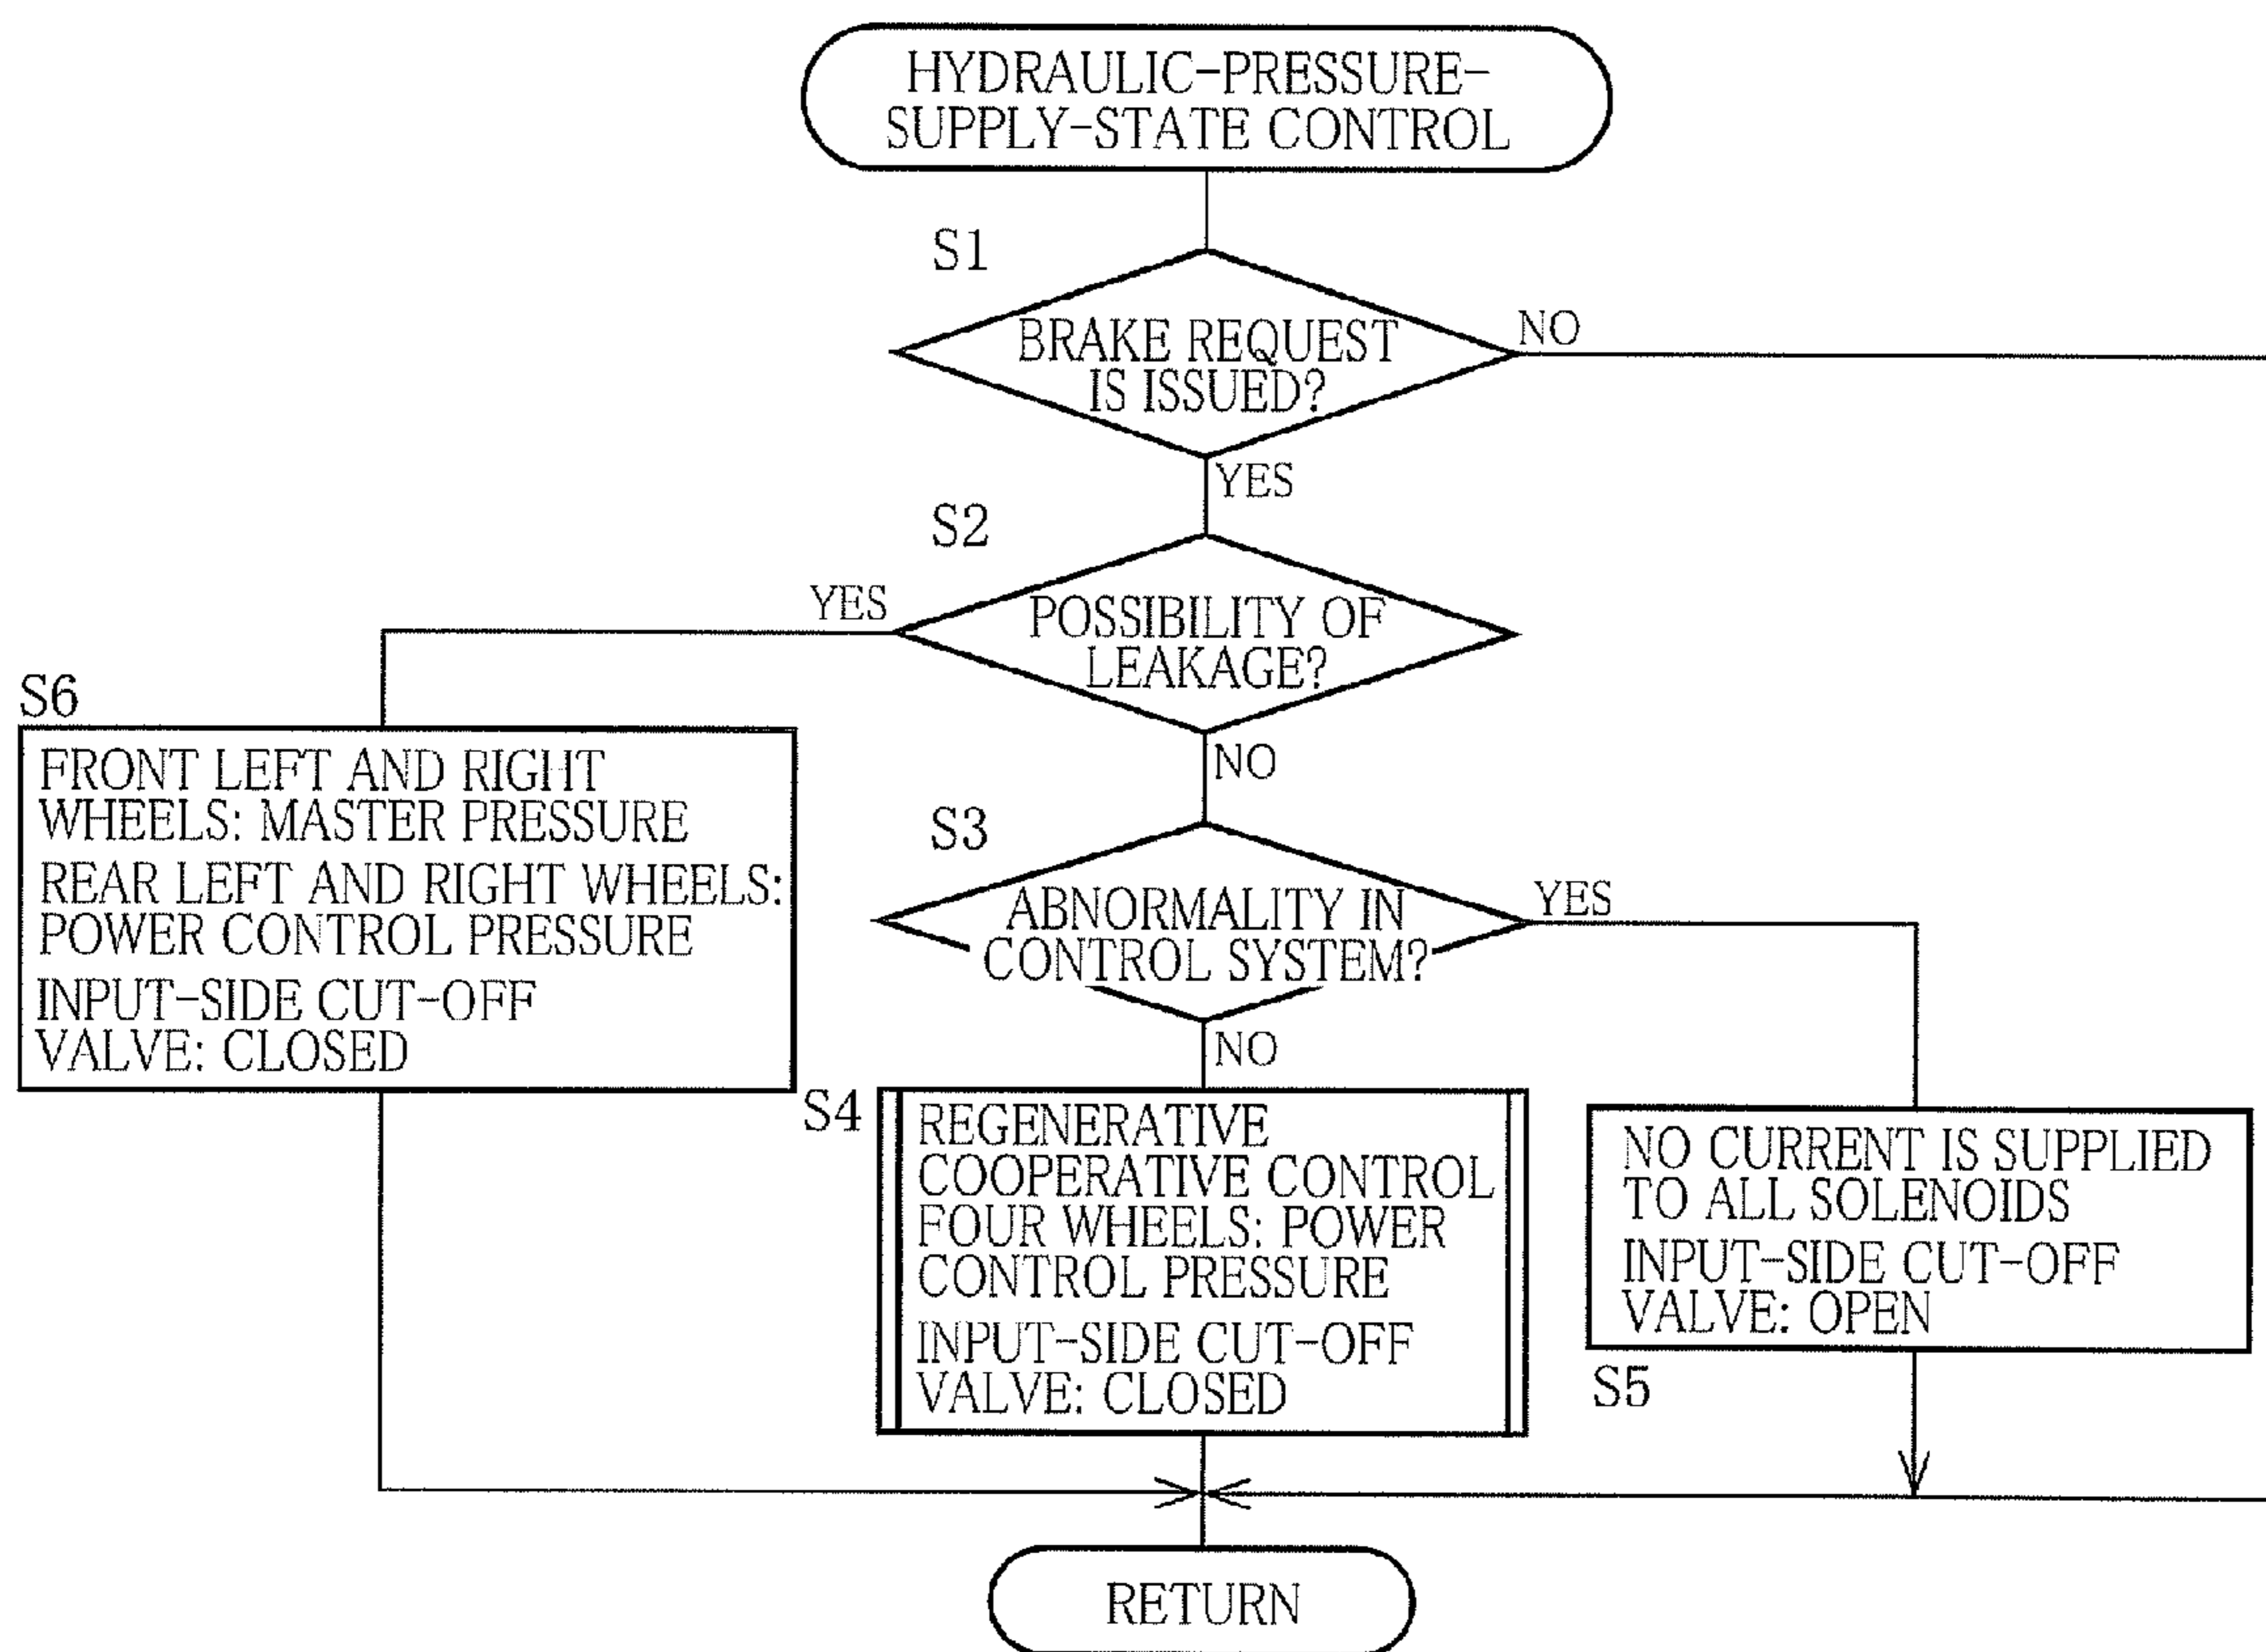 HYDRAULIC-PRESSURE-
SUPPLY-STATE CONTROL
S1
BRAKE REQUEST
IS ISSUED?
NO
YES
S2
POSSIBILITY OF
LEAKAGE?
YES
NO
S6
FRONT LEFT AND RIGHT
WHEELS: MASTER PRESSURE
REAR LEFT AND RIGHT WHEELS:
POWER CONTROL PRESSURE
INPUT-SIDE CUT-OFF
VALVE: CLOSED
S3
ABNORMALITY IN
CONTROL SYSTEM?
YES
NO
S4
REGENERATIVE
COOPERATIVE CONTROL
FOUR WHEELS: POWER
CONTROL PRESSURE
INPUT-SIDE CUT-OFF
VALVE: CLOSED
NO CURRENT IS SUPPLIED
TO ALL SOLENOIDS
INPUT-SIDE CUT-OFF
VALVE: OPEN
S5
RETURN